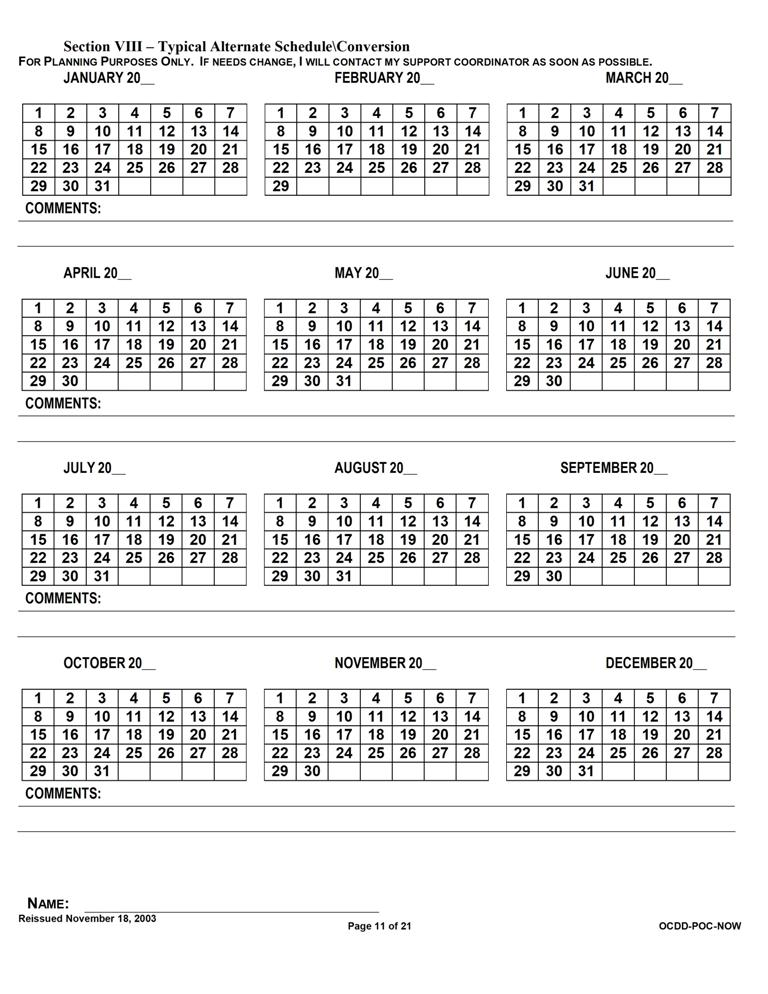 Section VIII – Typical Alternate Schedule\Conversion
FOR PLANNING PURPOSES ONLY. IF NEEDS CHANGE, I WILL CONTACT MY SUPPORT COORDINATOR AS SOON AS POSSIBLE.
JANUARY 20__ FEBRUARY 20__ MARCH 20__
1 2 3 4 5 6 7 1 2 3 4 5 6 7 1 2 3 4 5 6 7
8 9 10 11 12 13 14 8 9 10 11 12 13 14 8 9 10 11 12 13 14
15 16 17 18 19 20 21 15 16 17 18 19 20 21 15 16 17 18 19 20 21
22 23 24 25 26 27 28 22 23 24 25 26 27 28 22 23 24 25 26 27 28
29 30 31 29 29 30 31
COMMENTS:
APRIL 20__ MAY 20__ JUNE 20__
1 2 3 4 5 6 7 1 2 3 4 5 6 7 1 2 3 4 5 6 7
8 9 10 11 12 13 14 8 9 10 11 12 13 14 8 9 10 11 12 13 14
15 16 17 18 19 20 21 15 16 17 18 19 20 21 15 16 17 18 19 20 21
22 23 24 25 26 27 28 22 23 24 25 26 27 28 22 23 24 25 26 27 28
29 30 29 30 31 29 30
COMMENTS:
JULY 20__ AUGUST 20__ SEPTEMBER 20__
1 2 3 4 5 6 7 1 2 3 4 5 6 7 1 2 3 4 5 6 7
8 9 10 11 12 13 14 8 9 10 11 12 13 14 8 9 10 11 12 13 14
15 16 17 18 19 20 21 15 16 17 18 19 20 21 15 16 17 18 19 20 21
22 23 24 25 26 27 28 22 23 24 25 26 27 28 22 23 24 25 26 27 28
29 30 31 29 30 31 29 30
COMMENTS:
OCTOBER 20__ NOVEMBER 20__ DECEMBER 20__
1 2 3 4 5 6 7 1 2 3 4 5 6 7 1 2 3 4 5 6 7
8 9 10 11 12 13 14 8 9 10 11 12 13 14 8 9 10 11 12 13 14
15 16 17 18 19 20 21 15 16 17 18 19 20 21 15 16 17 18 19 20 21
22 23 24 25 26 27 28 22 23 24 25 26 27 28 22 23 24 25 26 27 28
29 30 31 29 30 29 30 31
COMMENTS:
NAME:
Reissued November 18, 2003
Page 11 of 21 OCDD-POC-NOW